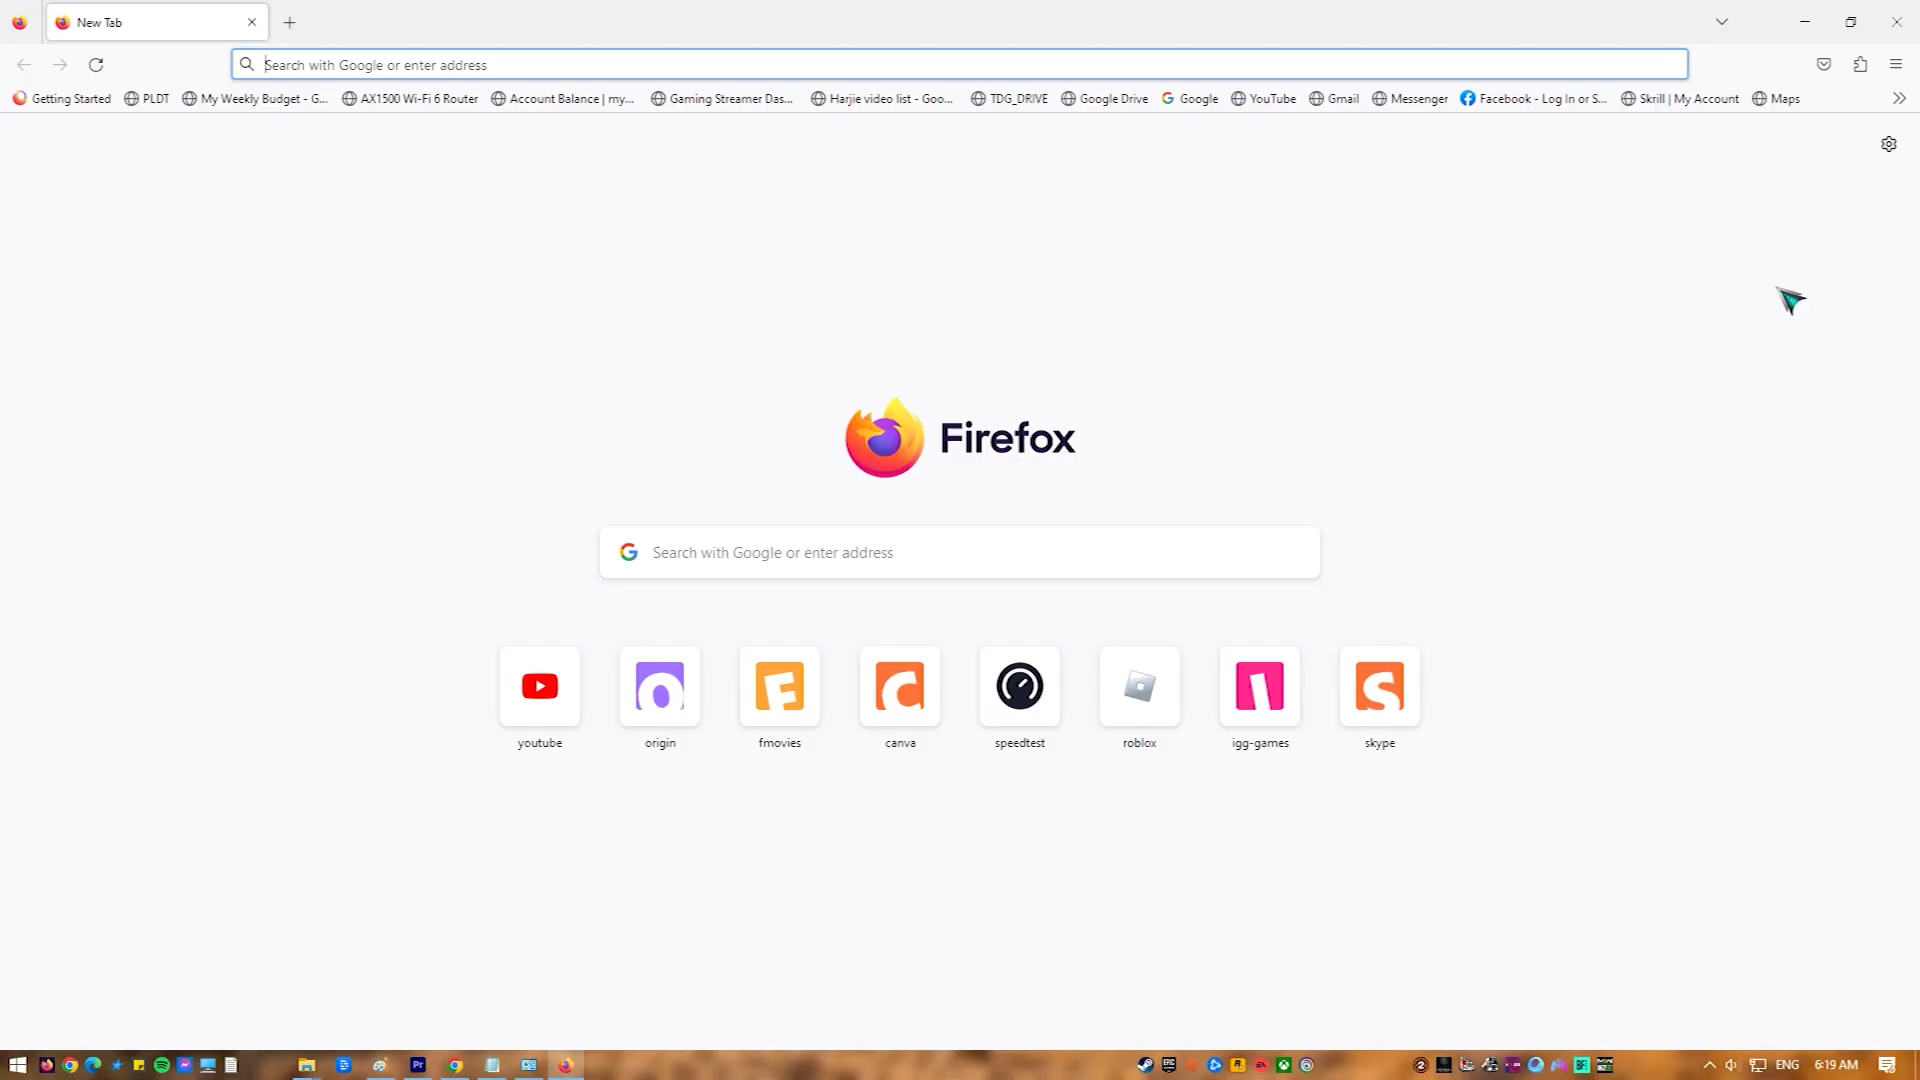 New Tab
Search with Google or enter address
Getting Started PLDT My Weekly Budget - G... AX1500 Wi-Fi 6 Router Account Balance | my... Gaming Streamer Das... Harjie video list - Goo... TDG_DRIVE Google Drive Google YouTube Gmail Messenger Facebook - Log In or S... Skrill | My Account Maps
Firefox
Search with Google or enter address
youtube origin fmovies canva speedtest roblox igg-games skype
Pr ENG 6:19 AM